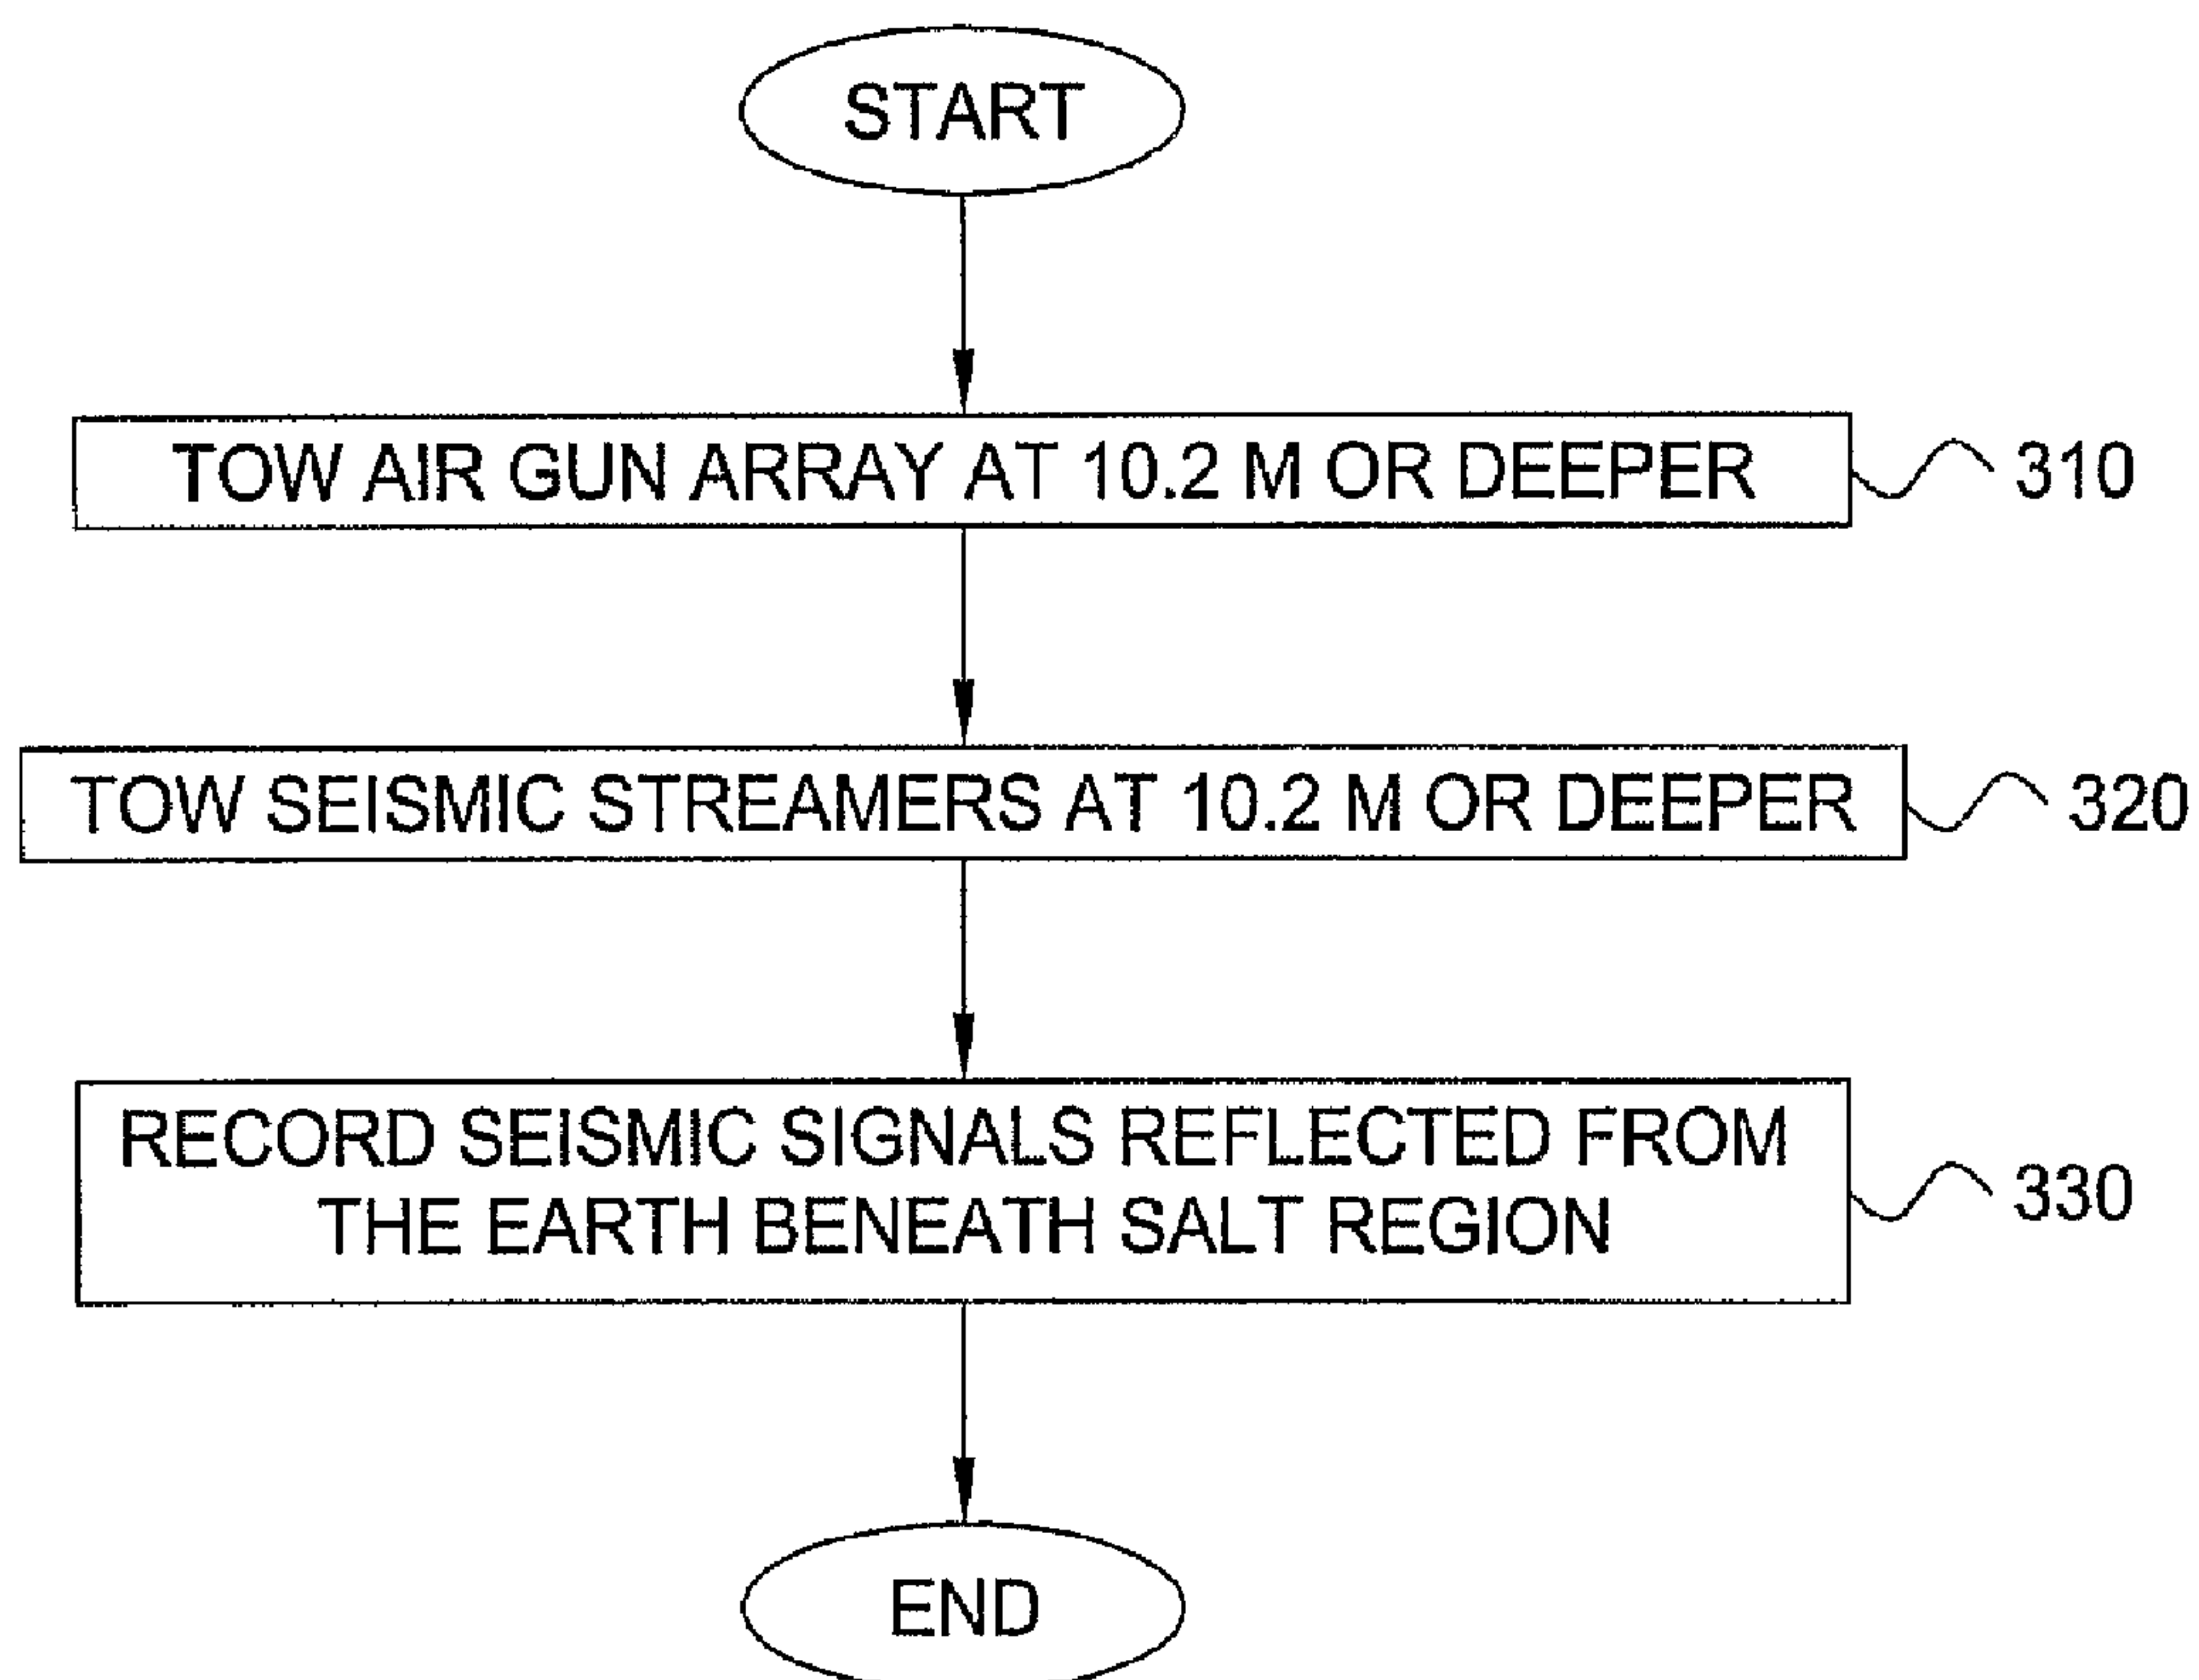 START
TOW AIR GUN ARRAY AT 10.2 M OR DEEPER
310
TOW SEISMIC STREAMERS AT 10.2 M OR DEEPER
320
RECORD SEISMIC SIGNALS REFLECTED FROM
THE EARTH BENEATH SALT REGION
330
END